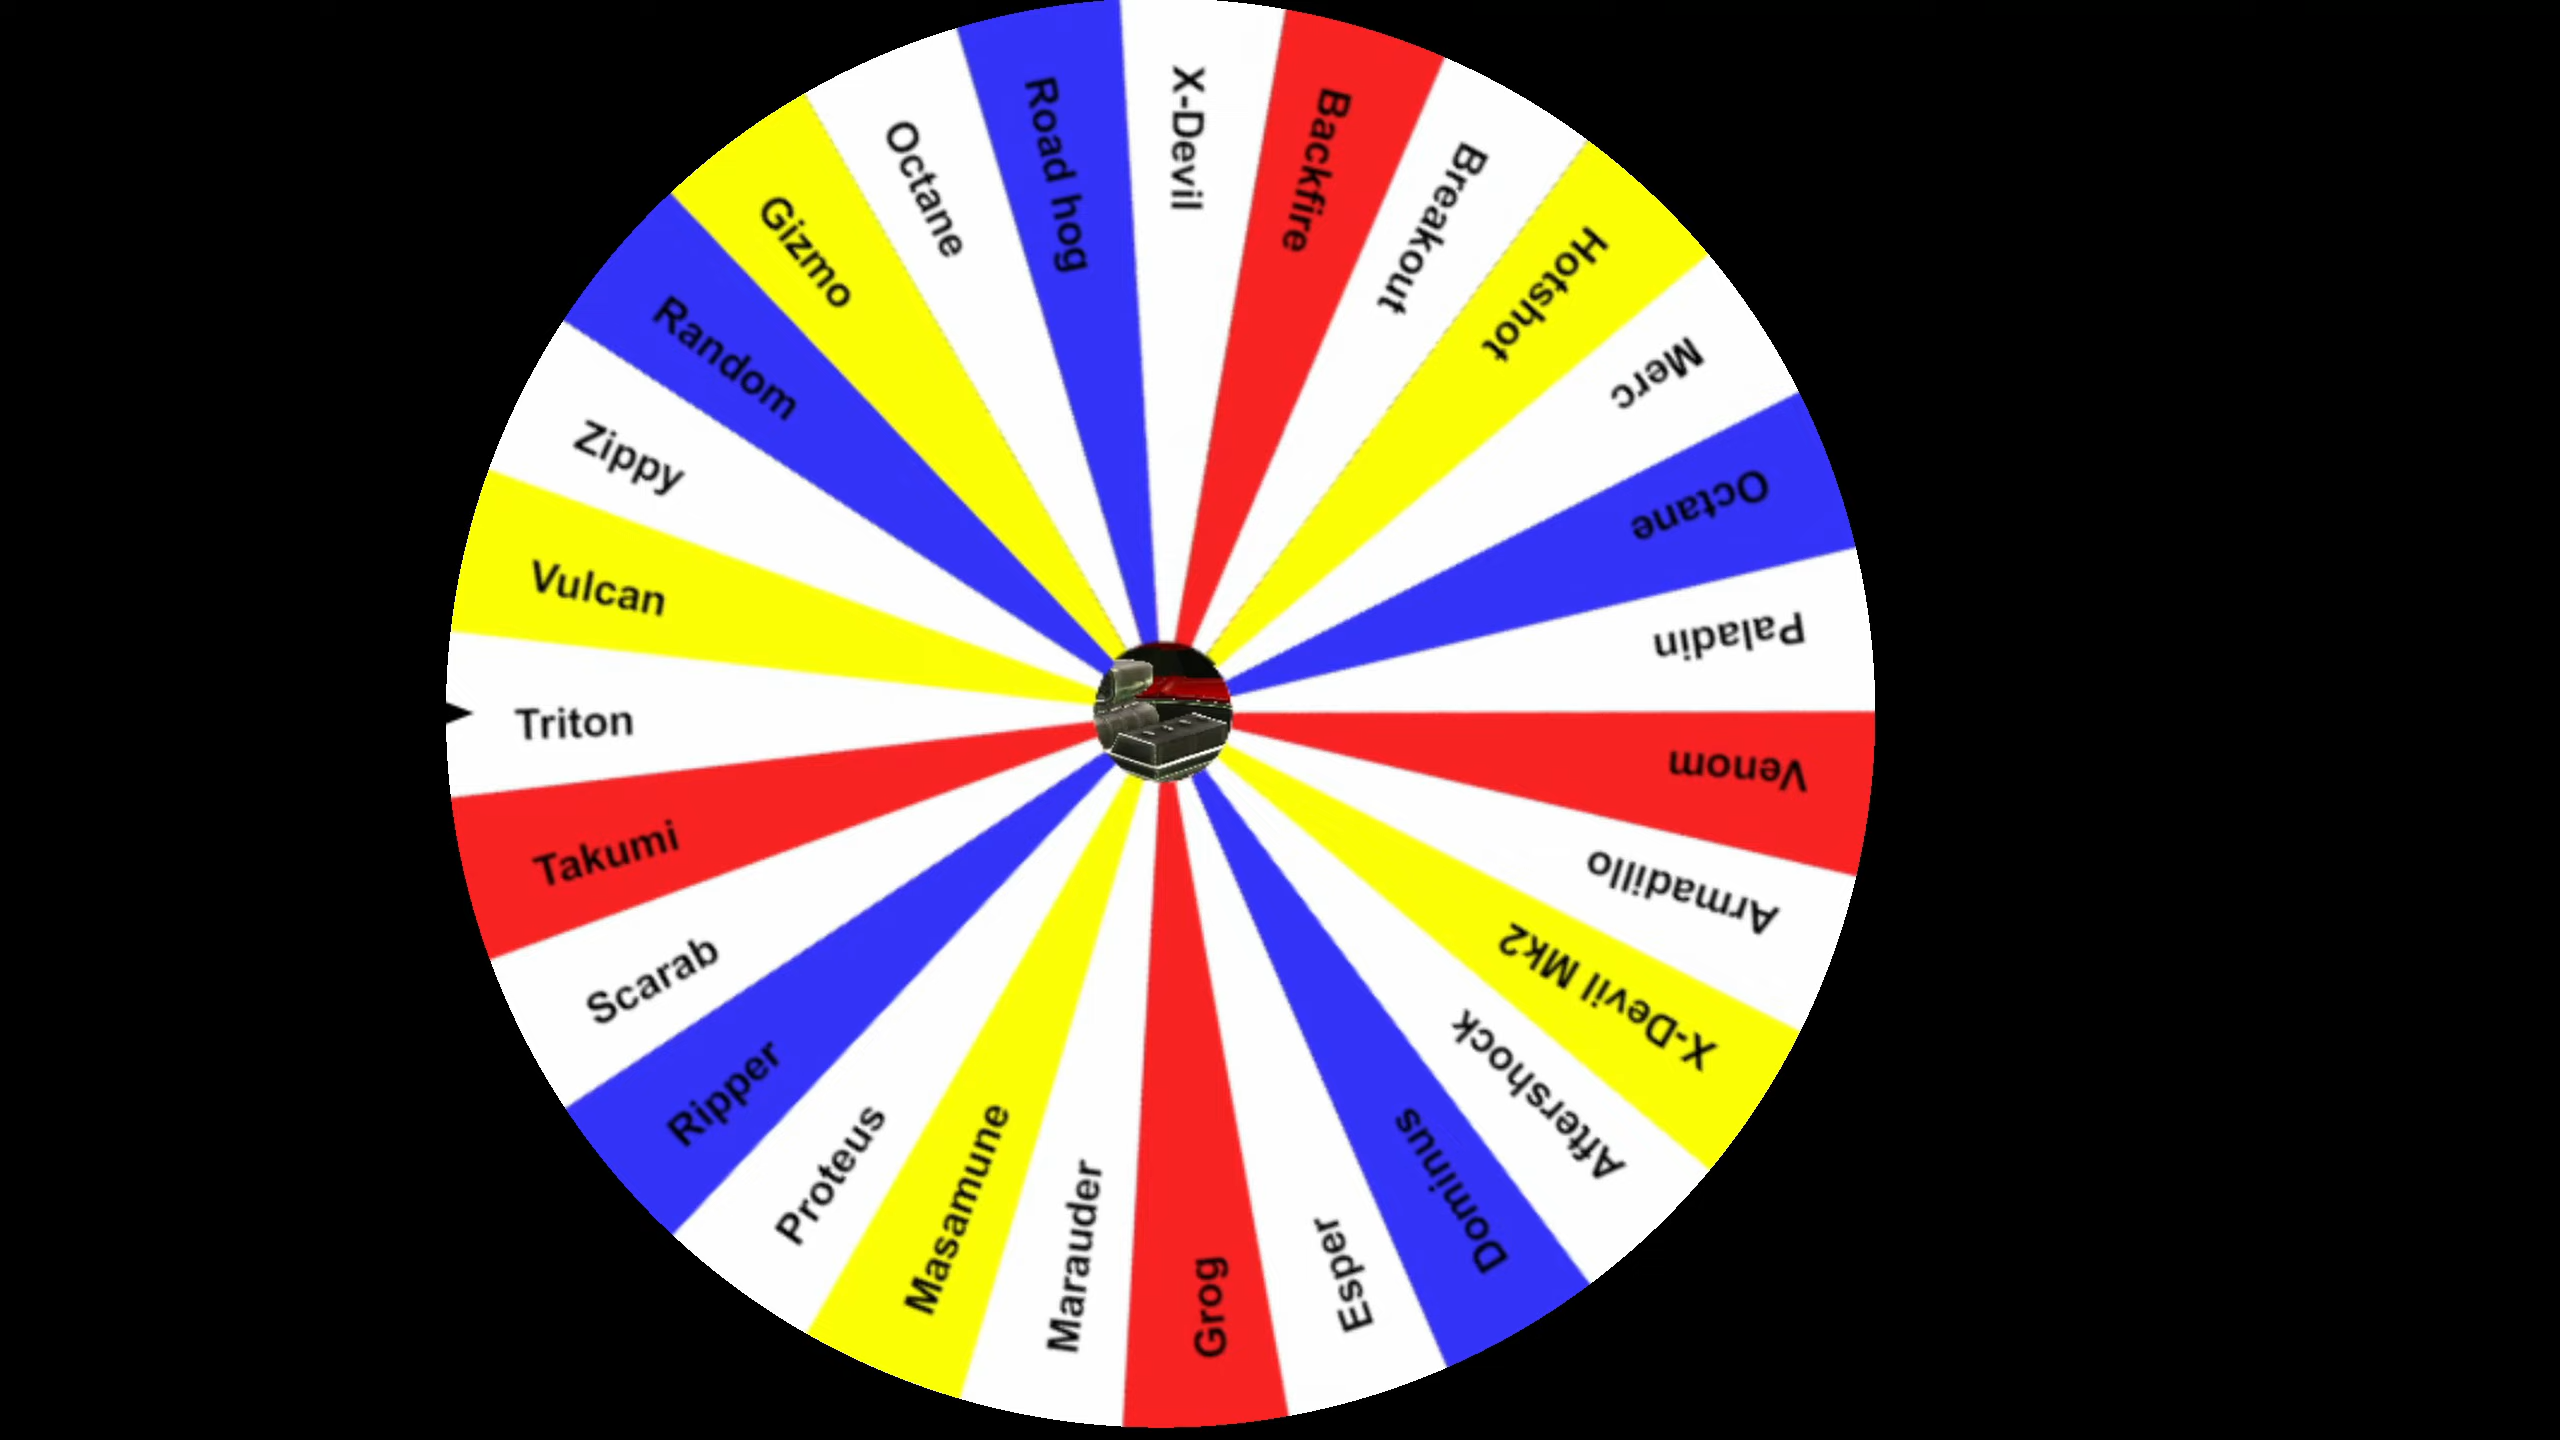 X-Devil
Backfire
Breakout
Hotshot
Merc
Octane
Paladin
Venom
Armadillo
X-Devil Mk2
Aftershock
Dominus
Esper
Grog
Marauder
Masamune
Proteus
Ripper
Scarab
Takumi
Triton
Vulcan
Zippy
Random
Gizmo
Octane
Road hog